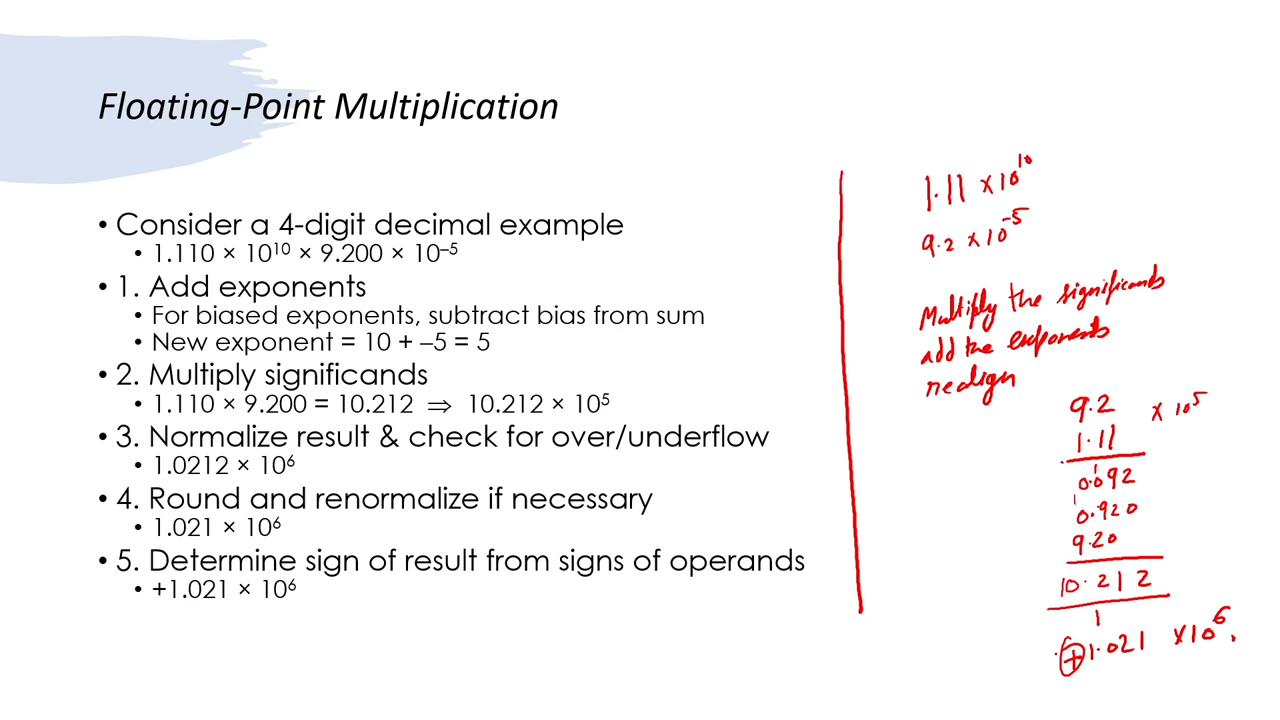 Floating-Point Multiplication
• Consider a 4-digit decimal example
• 1.110 × 10¹⁰ × 9.200 × 10⁻⁵
• 1. Add exponents
• For biased exponents, subtract bias from sum
• New exponent = 10 + –5 = 5
• 2. Multiply significands
• 1.110 × 9.200 = 10.212 ⇒ 10.212 × 10⁵
• 3. Normalize result & check for over/underflow
• 1.0212 × 10⁶
• 4. Round and renormalize if necessary
• 1.021 × 10⁶
• 5. Determine sign of result from signs of operands
• +1.021 × 10⁶
1.11 × 10¹⁰
9.2 × 10⁻⁵
Multiply the significands
add the exponents
realign
9.2 × 10⁵
1.11
0.092
0.920
9.20
10.212
1
+1.021 × 10⁶.